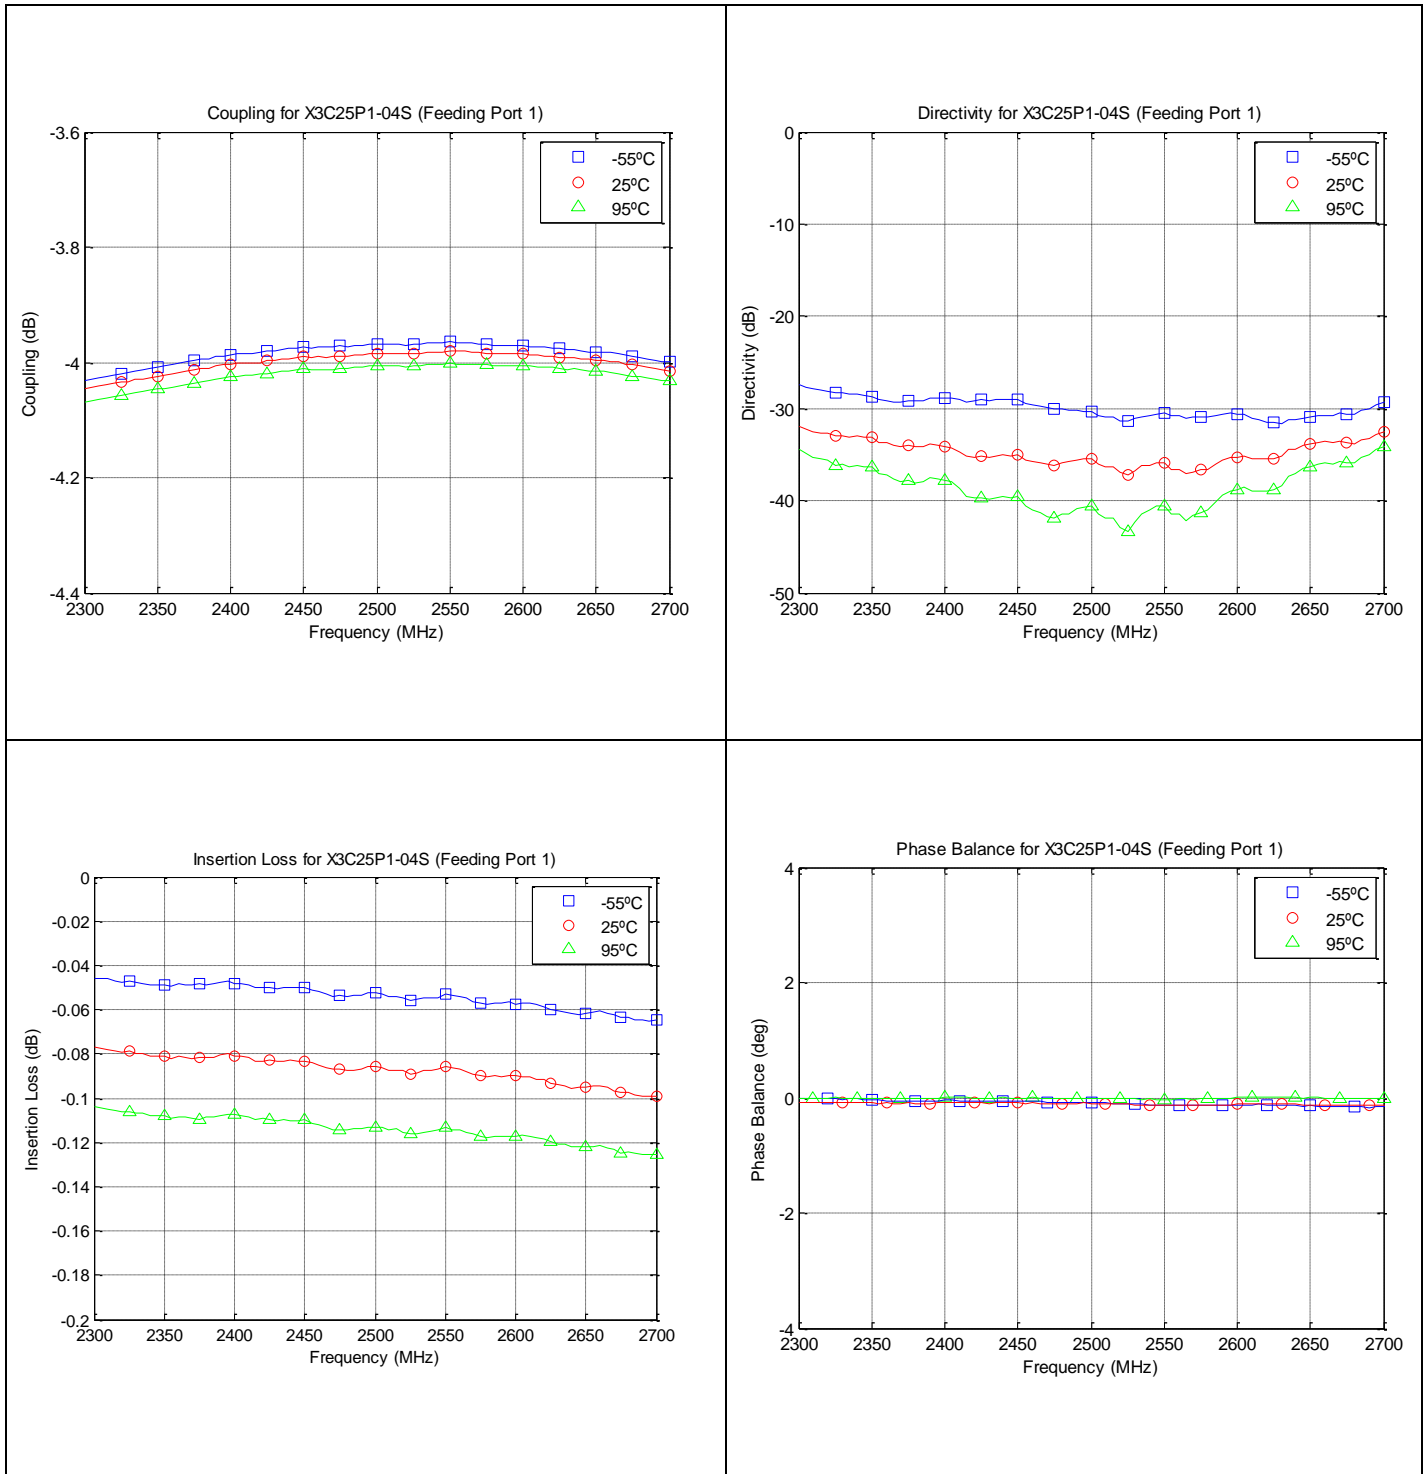 Coupling for X3C25P1-04S (Feeding Port 1)
-3.6
-3.8
-4
-4.2
-4.4
Coupling (dB)
-55ºC
25ºC
95ºC
2300 2350 2400 2450 2500 2550 2600 2650 2700
Frequency (MHz)
Directivity for X3C25P1-04S (Feeding Port 1)
0
-10
-20
-30
-40
-50
Directivity (dB)
-55ºC
25ºC
95ºC
2300 2350 2400 2450 2500 2550 2600 2650 2700
Frequency (MHz)
Insertion Loss for X3C25P1-04S (Feeding Port 1)
0
-0.02
-0.04
-0.06
-0.08
-0.1
-0.12
-0.14
-0.16
-0.18
-0.2
Insertion Loss (dB)
-55ºC
25ºC
95ºC
2300 2350 2400 2450 2500 2550 2600 2650 2700
Frequency (MHz)
Phase Balance for X3C25P1-04S (Feeding Port 1)
4
2
0
-2
-4
Phase Balance (deg)
-55ºC
25ºC
95ºC
2300 2350 2400 2450 2500 2550 2600 2650 2700
Frequency (MHz)